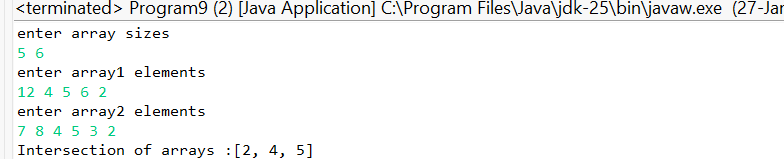 <terminated> Program9 (2) [Java Application] C:\Program Files\Java\jdk-25\bin\javaw.exe (27-Jar
enter array sizes
5 6
enter array1 elements
12 4 5 6 2
enter array2 elements
7 8 4 5 3 2
Intersection of arrays :[2, 4, 5]